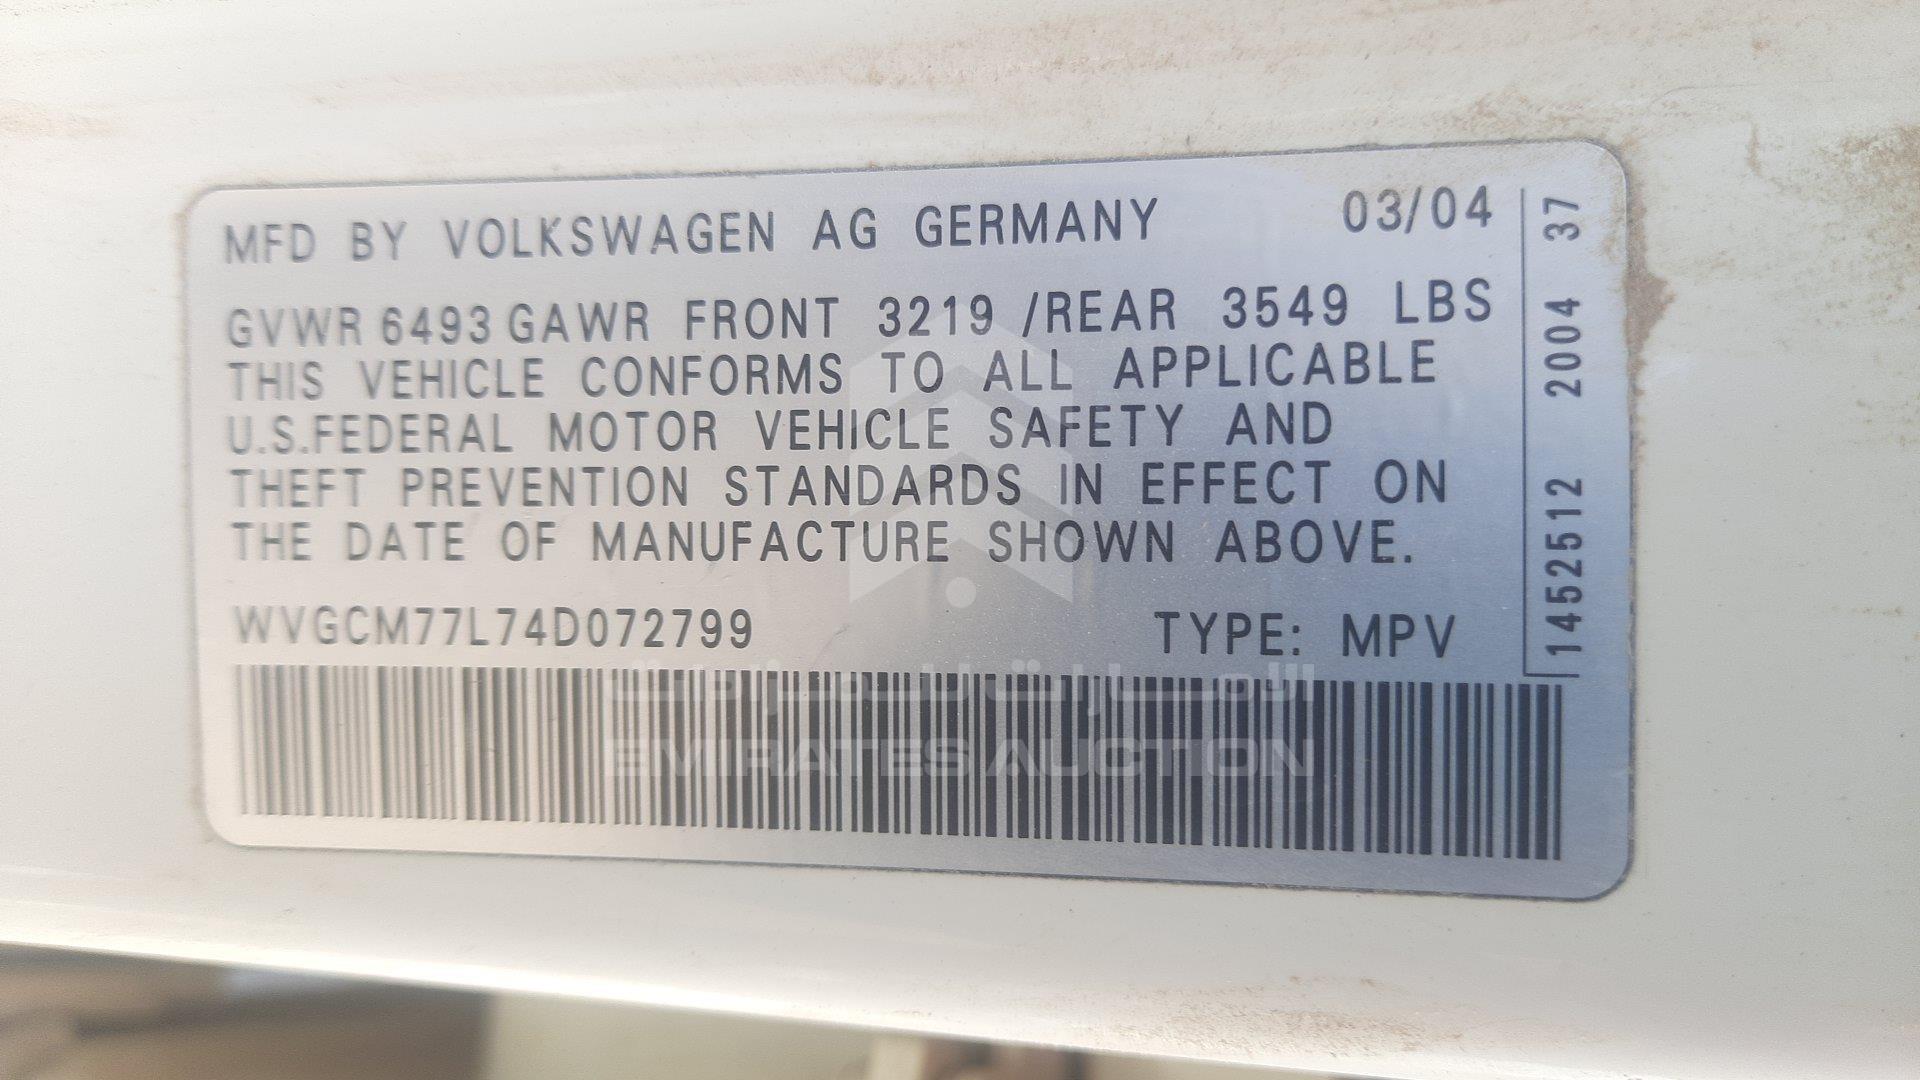 MFD BY VOLKSWAGEN AG GERMANY 03/04
GVWR 6493 GAWR FRONT 3219 /REAR 3549 LBS
THIS VEHICLE CONFORMS TO ALL APPLICABLE
U.S.FEDERAL MOTOR VEHICLE SAFETY AND
THEFT PREVENTION STANDARDS IN EFFECT ON
THE DATE OF MANUFACTURE SHOWN ABOVE.
WVGCM77L74D072799 TYPE: MPV
1452512 2004 37
الإمارات للمزادات
EMIRATES AUCTION